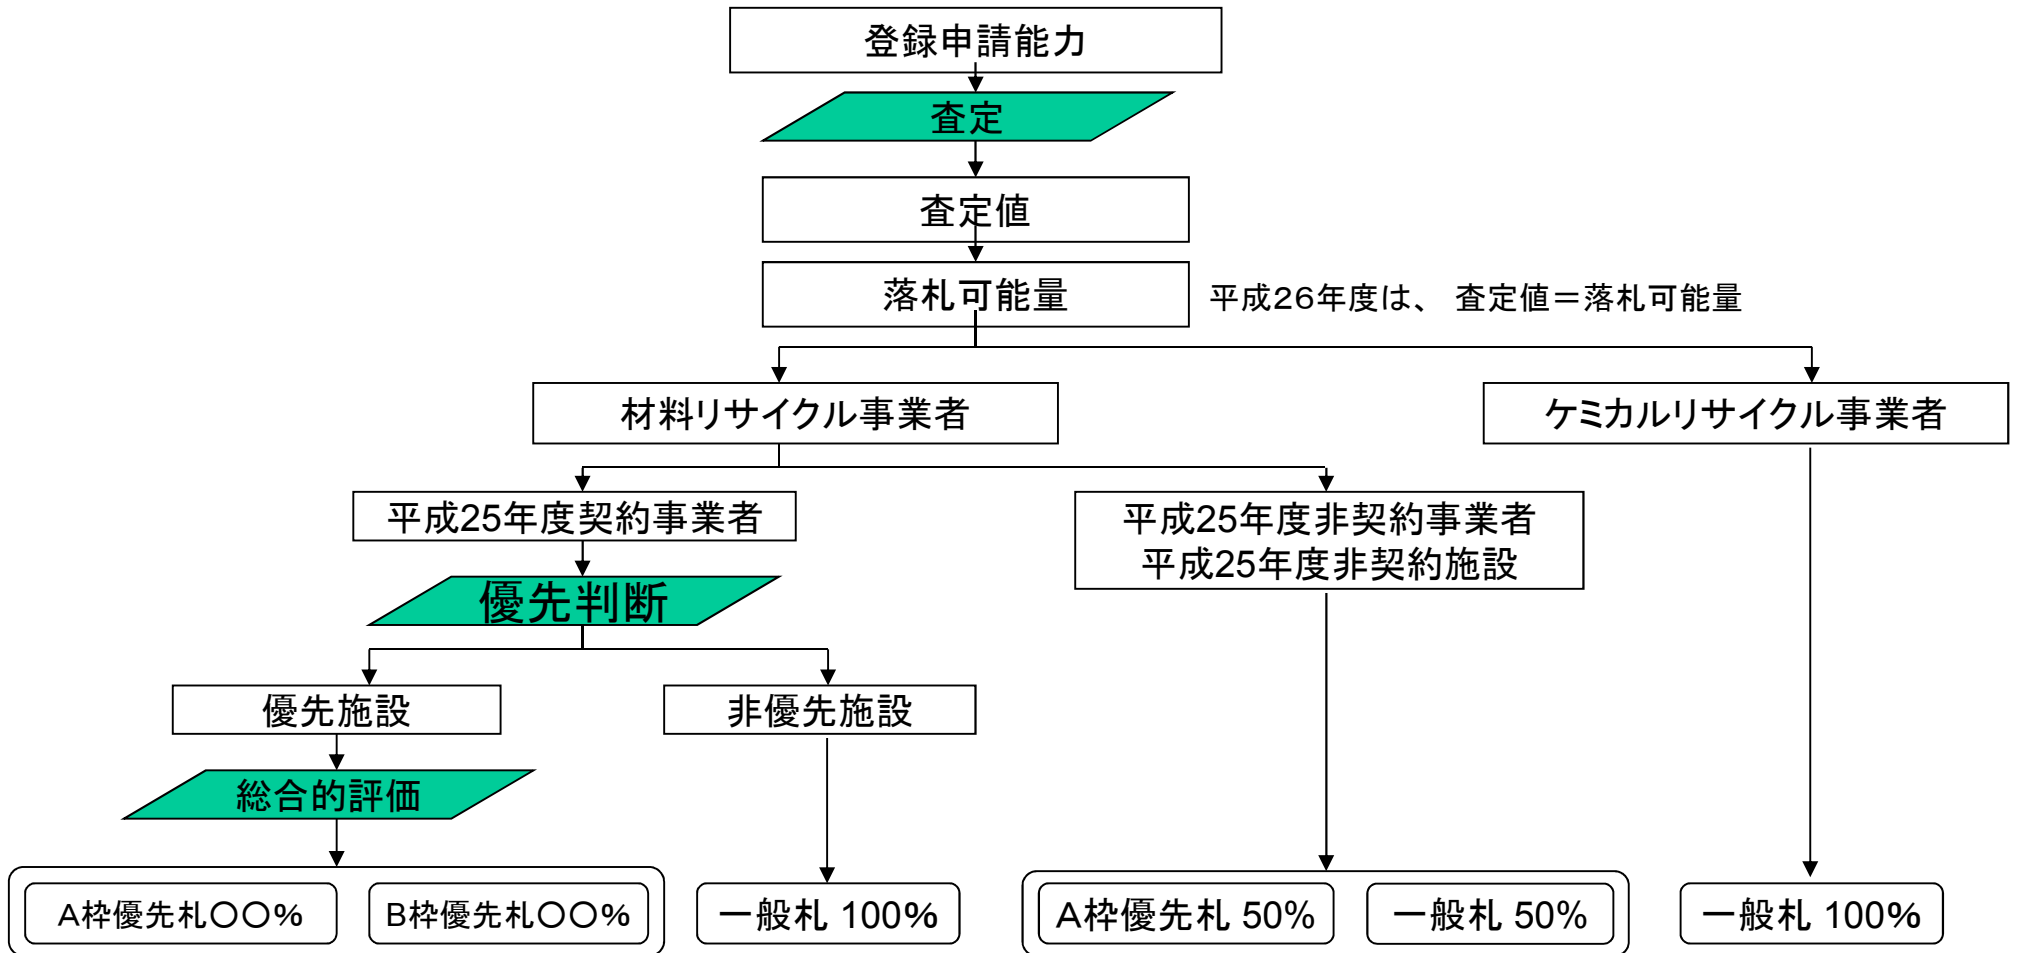 登録申請能力
査定
査定値
落札可能量
平成26年度は、 査定値＝落札可能量
材料リサイクル事業者
ケミカルリサイクル事業者
平成25年度契約事業者
平成25年度非契約事業者
平成25年度非契約施設
優先判断
優先施設
非優先施設
総合的評価
A枠優先札〇〇%
B枠優先札〇〇%
一般札 100%
A枠優先札 50%
一般札 50%
一般札 100%